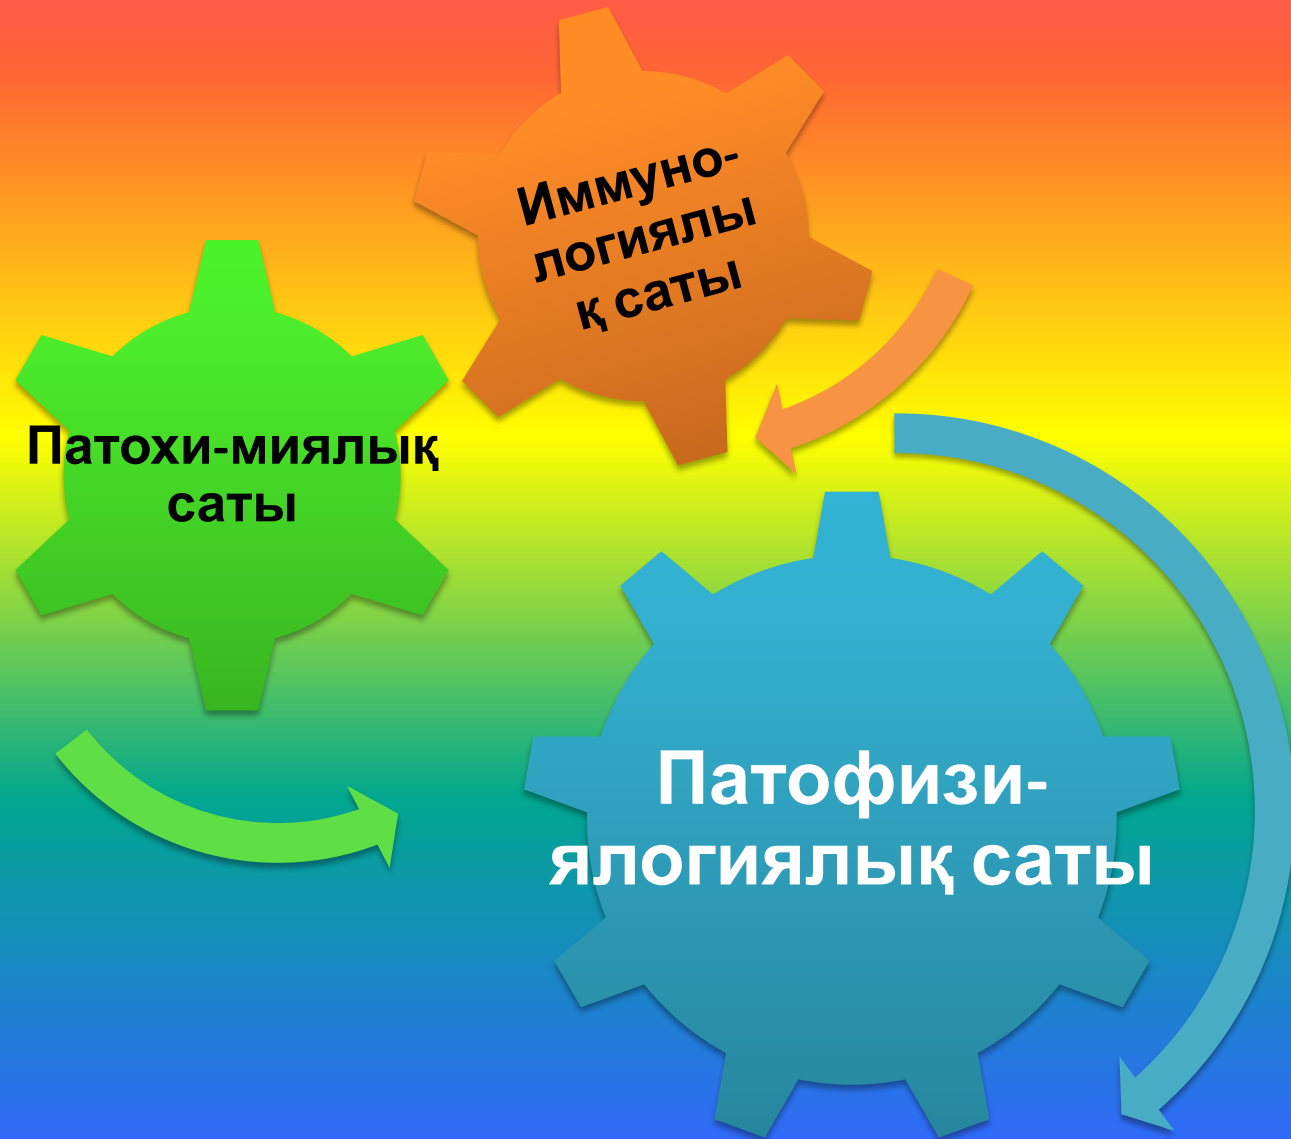 Иммуно-
логиялы
қ саты
Патохи-миялық
саты
Патофизи-
ялогиялық саты